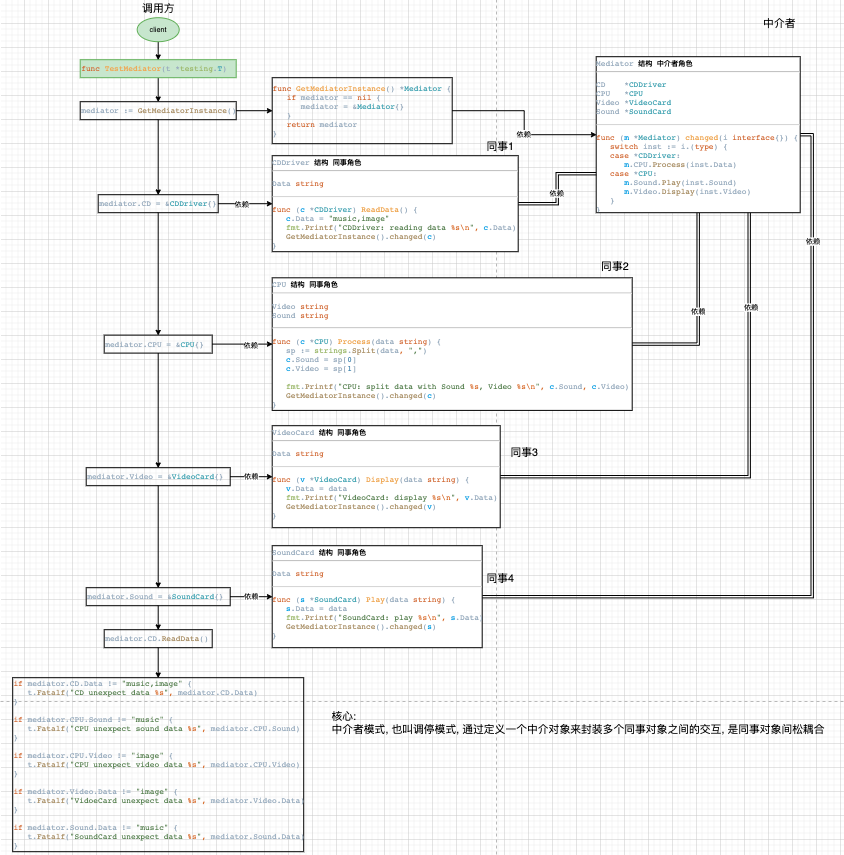 调用方
client
func TestMediator(t *testing.T)
mediator := GetMediatorInstance()
func GetMediatorInstance() *Mediator {
if mediator == nil {
mediator = &Mediator{}
}
return mediator
}
依赖
中介者
Mediator 结构 中介者角色
CD *CDDriver
CPU *CPU
Video *VideoCard
Sound *SoundCard
func (m *Mediator) changed(i interface{}) {
switch inst := i.(type) {
case *CDDriver:
m.CPU.Process(inst.Data)
case *CPU:
m.Sound.Play(inst.Sound)
m.Video.Display(inst.Video)
}
}
同事1
mediator.CD = &CDDriver{}
依赖
CDDriver 结构 同事角色
Data string
func (c *CDDriver) ReadData() {
c.Data = "music,image"
fmt.Printf("CDDriver: reading data %s\n", c.Data)
GetMediatorInstance().changed(c)
}
依赖
同事2
mediator.CPU = &CPU{}
依赖
CPU 结构 同事角色
Video string
Sound string
func (c *CPU) Process(data string) {
sp := strings.Split(data, ",")
c.Sound = sp[0]
c.Video = sp[1]
fmt.Printf("CPU: split data with Sound %s, Video %s\n", c.Sound, c.Video)
GetMediatorInstance().changed(c)
}
依赖
依赖
依赖
mediator.Video = &VideoCard{}
依赖
VideoCard 结构 同事角色
Data string
func (v *VideoCard) Display(data string) {
v.Data = data
fmt.Printf("VideoCard: display %s\n", v.Data)
GetMediatorInstance().changed(v)
}
同事3
mediator.Sound = &SoundCard{}
依赖
SoundCard 结构 同事角色
Data string
func (s *SoundCard) Play(data string) {
s.Data = data
fmt.Printf("SoundCard: play %s\n", s.Data)
GetMediatorInstance().changed(s)
}
同事4
mediator.CD.ReadData()
if mediator.CD.Data != "music,image" {
t.Fatalf("CD unexpect data %s", mediator.CD.Data)
}
if mediator.CPU.Sound != "music" {
t.Fatalf("CPU unexpect sound data %s", mediator.CPU.Sound)
}
if mediator.CPU.Video != "image" {
t.Fatalf("CPU unexpect video data %s", mediator.CPU.Video)
}
if mediator.Video.Data != "image" {
t.Fatalf("VidoeCard unexpect data %s", mediator.Video.Data)
}
if mediator.Sound.Data != "music" {
t.Fatalf("SoundCard unexpect data %s", mediator.Sound.Data)
}
核心:
中介者模式, 也叫调停模式, 通过定义一个中介对象来封装多个同事对象之间的交互, 是同事对象间松耦合